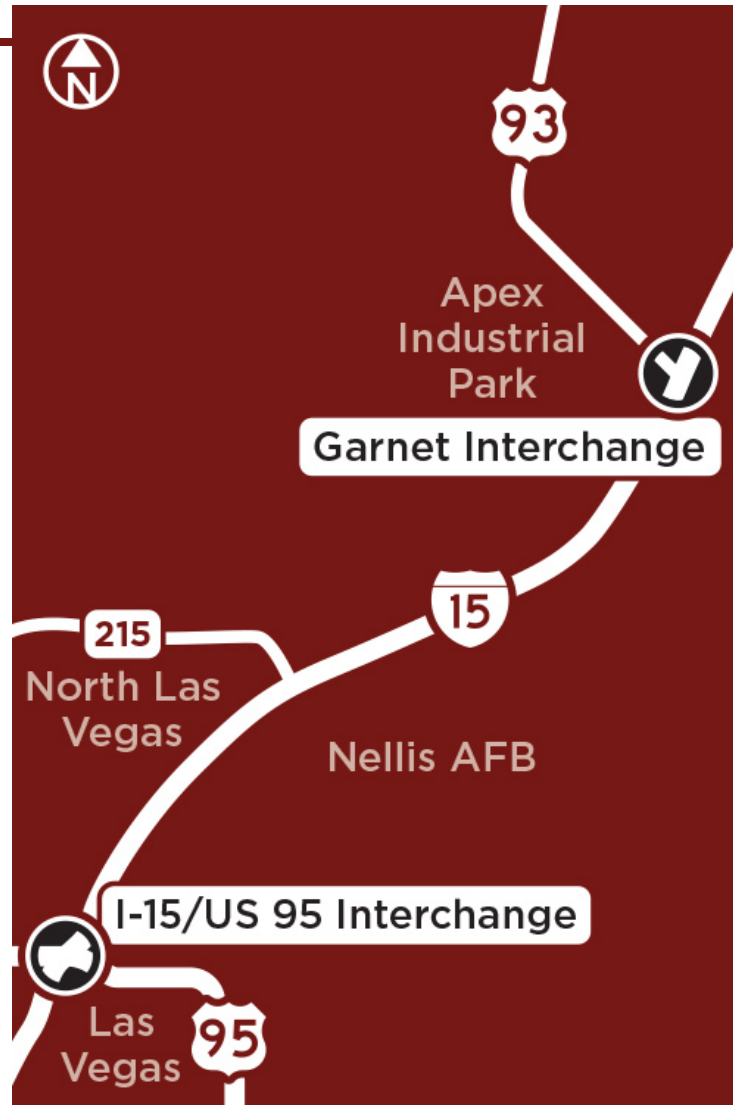 N
93
Apex
Industrial
Park
Garnet Interchange
15
215
North Las
Vegas
Nellis AFB
I-15/US 95 Interchange
Las
Vegas
95